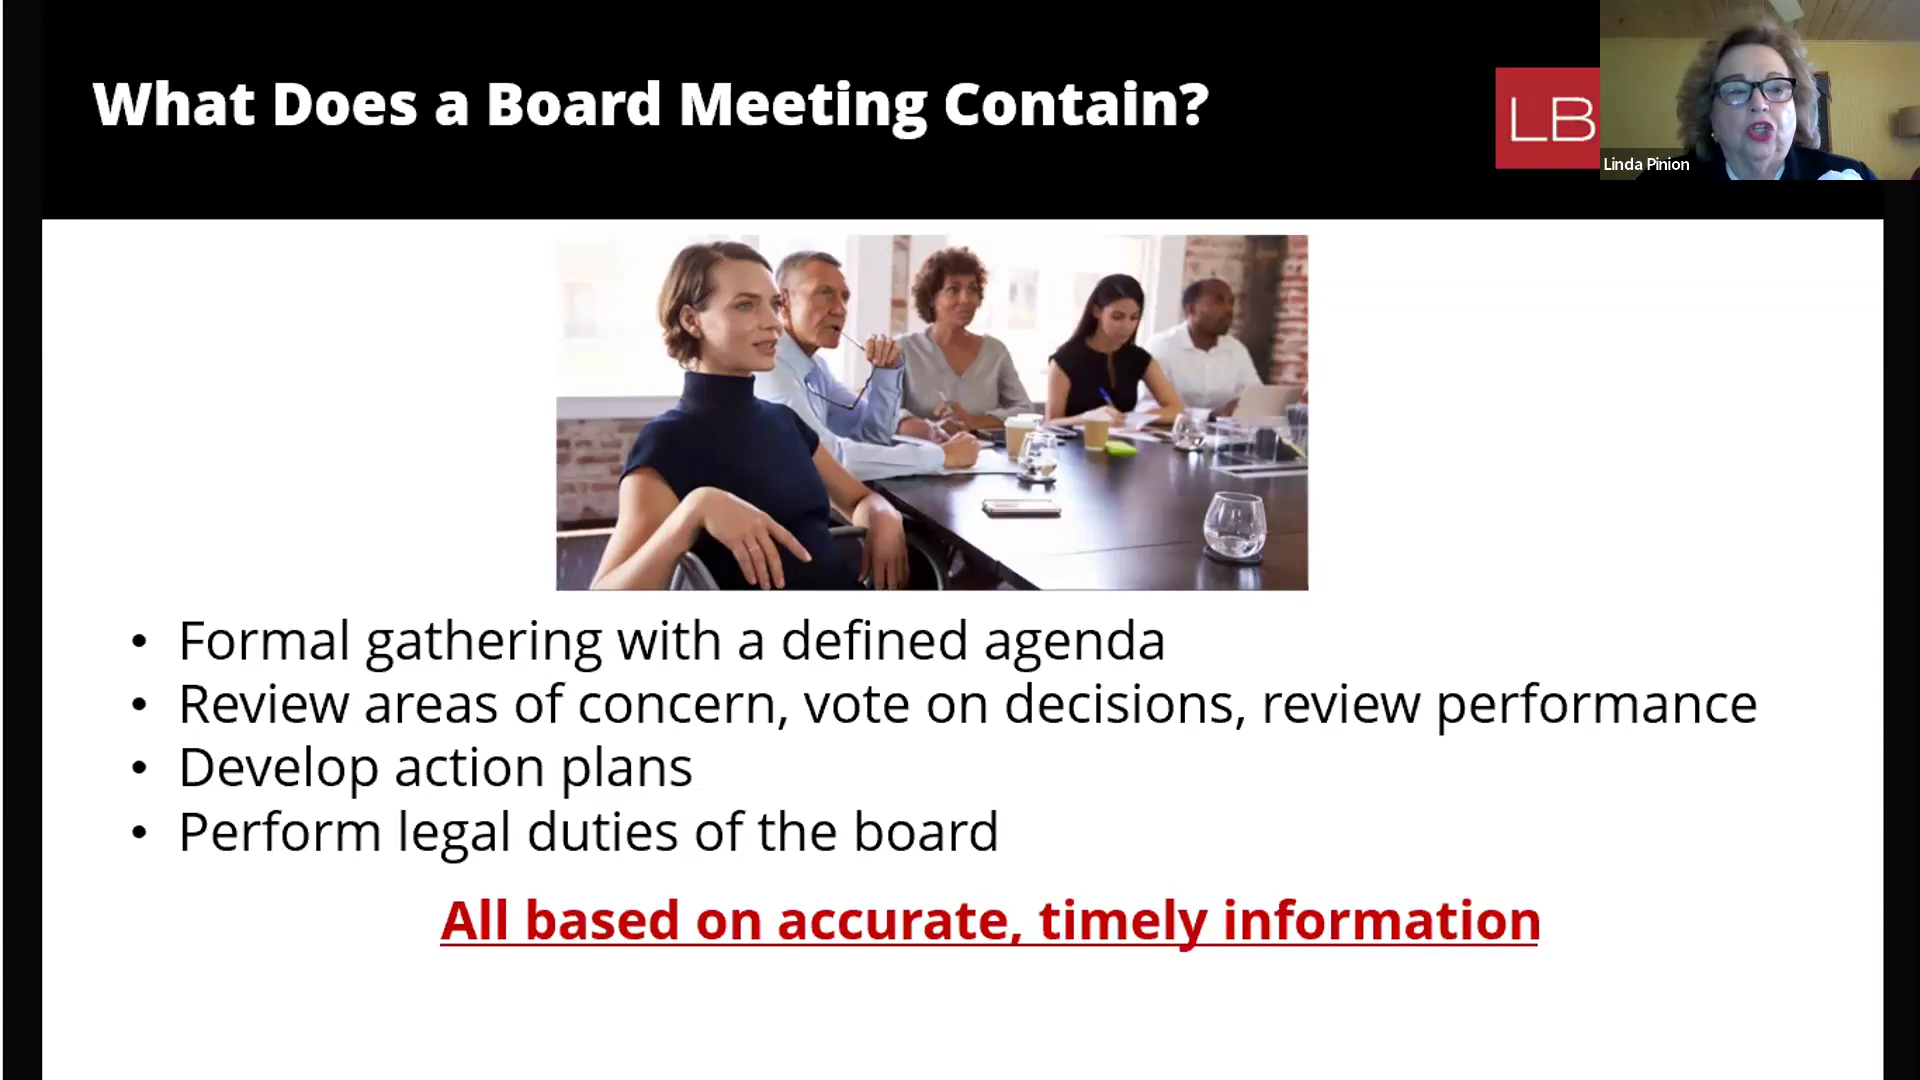 What Does a Board Meeting Contain?
LB
Linda Pinion
• Formal gathering with a defined agenda
• Review areas of concern, vote on decisions, review performance
• Develop action plans
• Perform legal duties of the board
All based on accurate, timely information